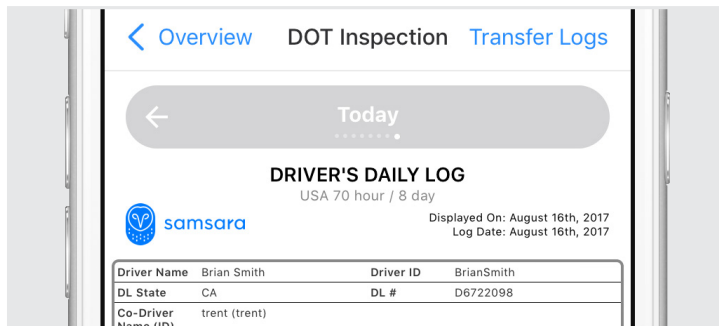 Overview DOT Inspection Transfer Logs
Today
DRIVER'S DAILY LOG
USA 70 hour / 8 day
samsara
Displayed On: August 16th, 2017
Log Date: August 16th, 2017
Driver Name Brian Smith Driver ID BrianSmith
DL State CA DL # D6722098
Co-Driver trent (trent)
Name (ID)